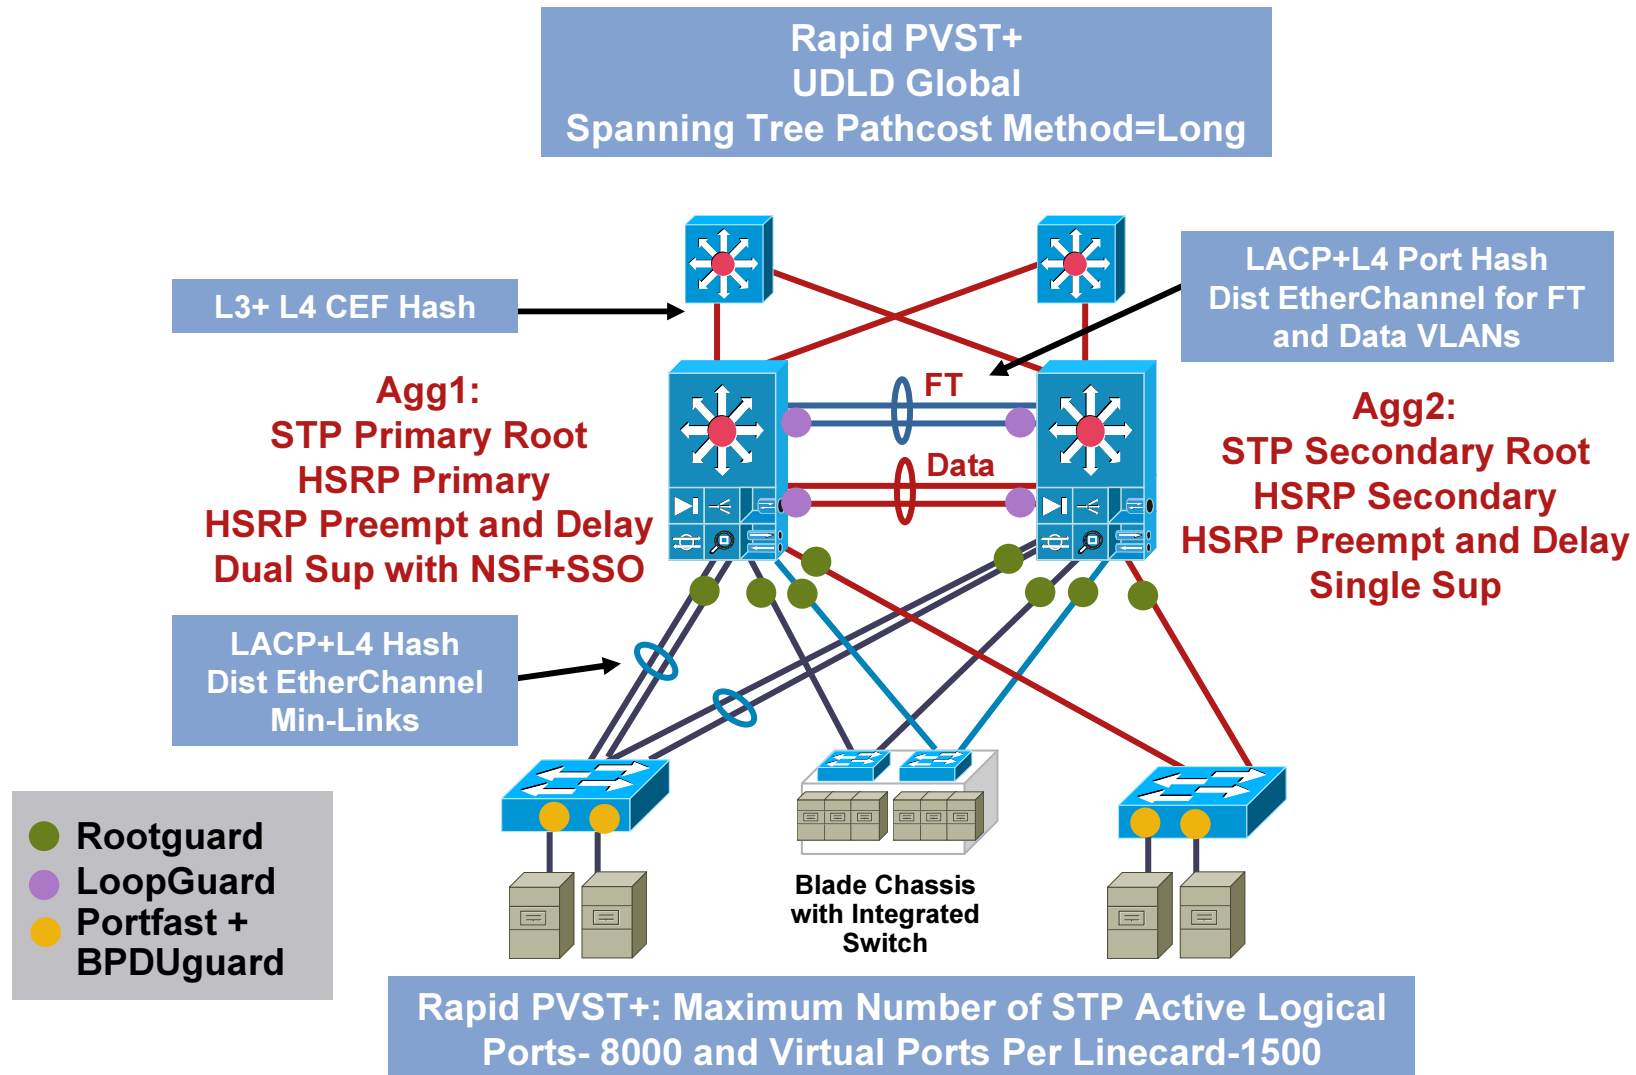 Rapid PVST+
UDLD Global
Spanning Tree Pathcost Method=Long
L3+ L4 CEF Hash
LACP+L4 Port Hash
Dist EtherChannel for FT
and Data VLANs
Agg1:
STP Primary Root
HSRP Primary
HSRP Preempt and Delay
Dual Sup with NSF+SSO
FT
Data
Agg2:
STP Secondary Root
HSRP Secondary
HSRP Preempt and Delay
Single Sup
LACP+L4 Hash
Dist EtherChannel
Min-Links
Rootguard
LoopGuard
Portfast +
BPDUguard
Blade Chassis
with Integrated
Switch
Rapid PVST+: Maximum Number of STP Active Logical
Ports- 8000 and Virtual Ports Per Linecard-1500